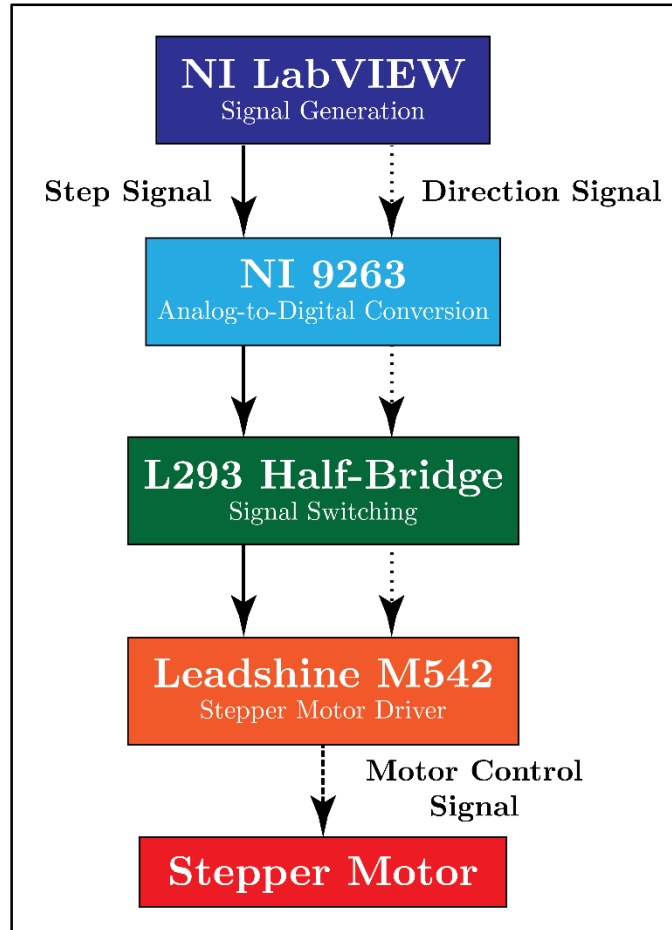 NI LabVIEW
Signal Generation
Step Signal
Direction Signal
NI 9263
Analog-to-Digital Conversion
L293 Half-Bridge
Signal Switching
Leadshine M542
Stepper Motor Driver
Motor Control
Signal
Stepper Motor